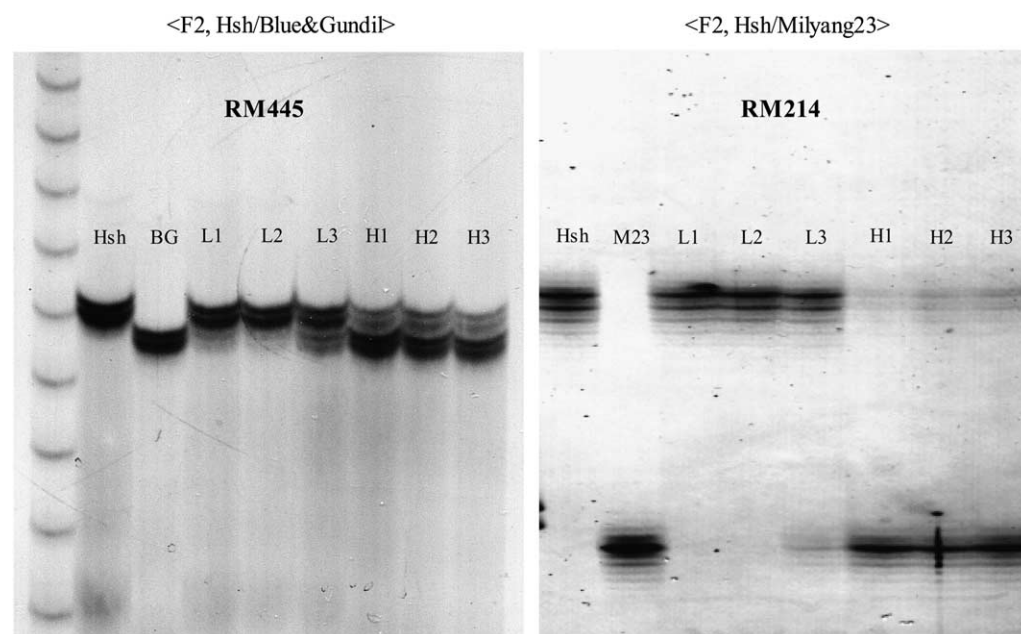 <F2, Hsh/Blue&Gundil>
<F2, Hsh/Milyang23>
RM445
RM214
Hsh BG L1 L2 L3 H1 H2 H3
Hsh M23 L1 L2 L3 H1 H2 H3